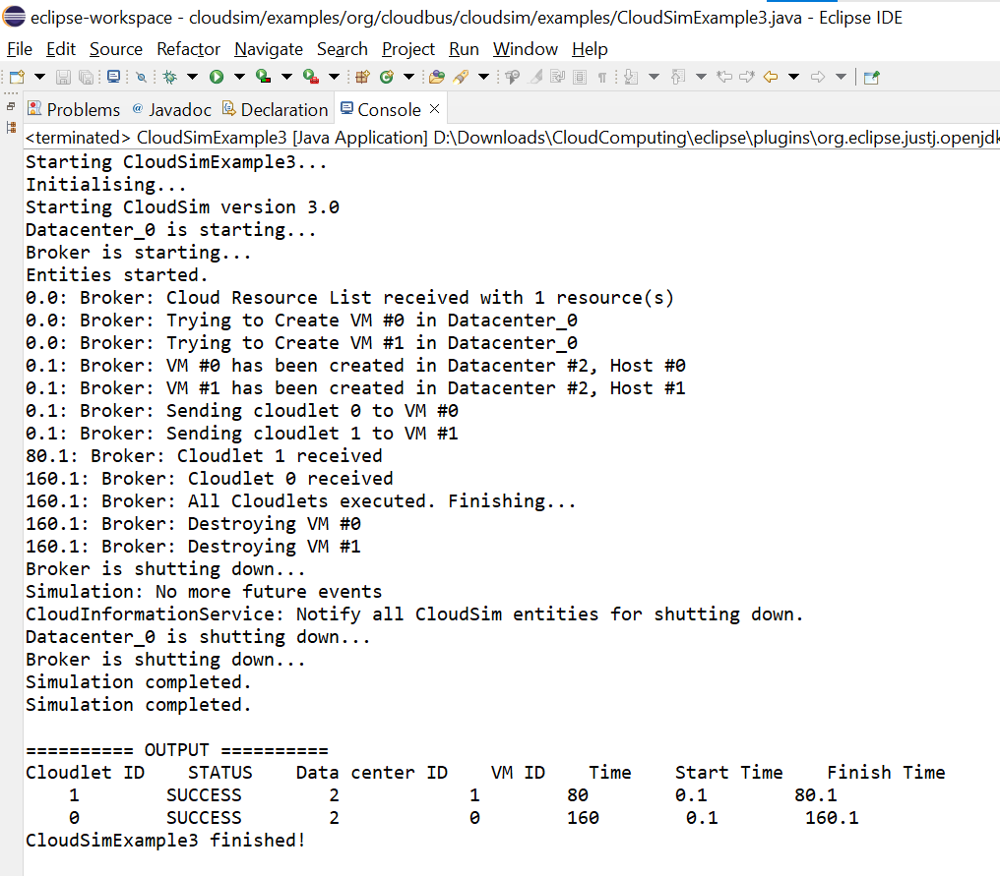 eclipse-workspace - cloudsim/examples/org/cloudbus/cloudsim/examples/CloudSimExample3.java - Eclipse IDE
File Edit Source Refactor Navigate Search Project Run Window Help
Problems @ Javadoc Declaration Console
<terminated> CloudSimExample3 [Java Application] D:\Downloads\CloudComputing\eclipse\plugins\org.eclipse.justj.openjdk
Starting CloudSimExample3...
Initialising...
Starting CloudSim version 3.0
Datacenter_0 is starting...
Broker is starting...
Entities started.
0.0: Broker: Cloud Resource List received with 1 resource(s)
0.0: Broker: Trying to Create VM #0 in Datacenter_0
0.0: Broker: Trying to Create VM #1 in Datacenter_0
0.1: Broker: VM #0 has been created in Datacenter #2, Host #0
0.1: Broker: VM #1 has been created in Datacenter #2, Host #1
0.1: Broker: Sending cloudlet 0 to VM #0
0.1: Broker: Sending cloudlet 1 to VM #1
80.1: Broker: Cloudlet 1 received
160.1: Broker: Cloudlet 0 received
160.1: Broker: All Cloudlets executed. Finishing...
160.1: Broker: Destroying VM #0
160.1: Broker: Destroying VM #1
Broker is shutting down...
Simulation: No more future events
CloudInformationService: Notify all CloudSim entities for shutting down.
Datacenter_0 is shutting down...
Broker is shutting down...
Simulation completed.
Simulation completed.
========== OUTPUT ==========
Cloudlet ID    STATUS    Data center ID    VM ID    Time    Start Time    Finish Time
1    SUCCESS    2    1    80    0.1    80.1
0    SUCCESS    2    0    160    0.1    160.1
CloudSimExample3 finished!